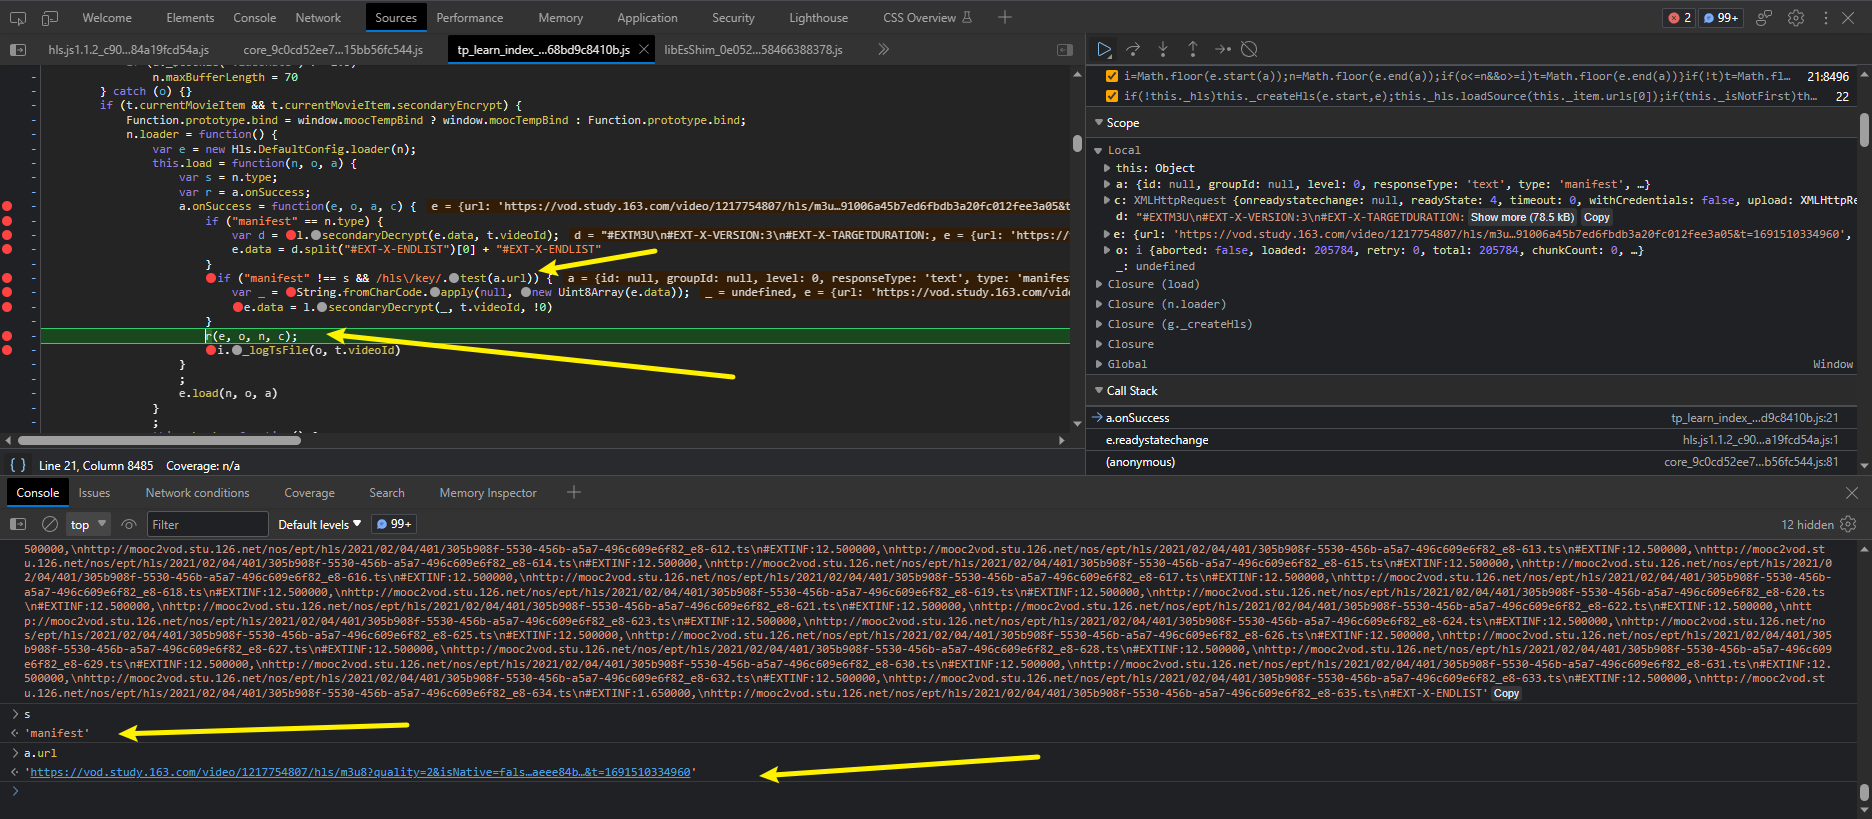 Welcome Elements Console Network Sources Performance Memory Application Security Lighthouse CSS Overview 2 99+
hls.js1.1.2_c90...84a19fcd54a.js core_9c0cd52ee7...15bb56fc544.js tp_learn_index_...68bd9c8410b.js libEsShim_0e052...58466388378.js
n.maxBufferLength = 70
} catch (o) {}
if (t.currentMovieItem && t.currentMovieItem.secondaryEncrypt) {
Function.prototype.bind = window.moocTempBind ? window.moocTempBind : Function.prototype.bind;
n.loader = function() {
var e = new Hls.DefaultConfig.loader(n);
this.load = function(n, o, a) {
var s = n.type;
var r = a.onSuccess;
a.onSuccess = function(e, o, a, c) { e = {url: 'https://vod.study.163.com/video/1217754807/hls/m3u…91006a45b7ed6fbdb3a20fc012fee3a05&t
if ("manifest" == n.type) {
var d = l.secondaryDecrypt(e.data, t.videoId); d = "#EXTM3U\n#EXT-X-VERSION:3\n#EXT-X-TARGETDURATION:, e = {url: 'https://vo
e.data = d.split("#EXT-X-ENDLIST")[0] + "#EXT-X-ENDLIST"
}
if ("manifest" !== s && /hls\/key/.test(a.url)) { a = {id: null, groupId: null, level: 0, responseType: 'text', type: 'manifest
var _ = String.fromCharCode.apply(null, new Uint8Array(e.data)); _ = undefined, e = {url: 'https://vod.study.163.com/vide
e.data = l.secondaryDecrypt(_, t.videoId, !0)
}
r(e, o, n, c);
i._logTsFile(o, t.videoId)
}
;
e.load(n, o, a)
}
;
{ } Line 21, Column 8485 Coverage: n/a
i=Math.floor(e.start(a));n=Math.floor(e.end(a));if(o<=n&&o>=i)t=Math.floor(e.end(a))}if(!t)t=Math.fl… 21:8496
if(!this._hls)this._createHls(e.start,e);this._hls.loadSource(this._item.urls[0]);if(this._isNotFirst)th… 22
Scope
Local
this: Object
a: {id: null, groupId: null, level: 0, responseType: 'text', type: 'manifest', …}
c: XMLHttpRequest {onreadystatechange: null, readyState: 4, timeout: 0, withCredentials: false, upload: XMLHttpRe
d: "#EXTM3U\n#EXT-X-VERSION:3\n#EXT-X-TARGETDURATION: Show more (78.5 kB) Copy
e: {url: 'https://vod.study.163.com/video/1217754807/hls/m3u…91006a45b7ed6fbdb3a20fc012fee3a05&t=1691510334960',
o: i {aborted: false, loaded: 205784, retry: 0, total: 205784, chunkCount: 0, …}
_: undefined
Closure (load)
Closure (n.loader)
Closure (g._createHls)
Closure
Global Window
Call Stack
a.onSuccess tp_learn_index_...d9c8410b.js:21
e.readystatechange hls.js1.1.2_c90...a19fcd54a.js:1
(anonymous) core_9c0cd52ee7...b56fc544.js:81
Console Issues Network conditions Coverage Search Memory Inspector
top Filter Default levels 99+ 12 hidden
500000,\nhttp://mooc2vod.stu.126.net/nos/ept/hls/2021/02/04/401/305b908f-5530-456b-a5a7-496c609e6f82_e8-612.ts\n#EXTINF:12.500000,\nhttp://mooc2vod.stu.126.net/nos/ept/hls/2021/02/04/401/305b908f-5530-456b-a5a7-496c609e6f82_e8-613.ts\n#EXTINF:12.500000,\nhttp://mooc2vod.st
u.126.net/nos/ept/hls/2021/02/04/401/305b908f-5530-456b-a5a7-496c609e6f82_e8-614.ts\n#EXTINF:12.500000,\nhttp://mooc2vod.stu.126.net/nos/ept/hls/2021/02/04/401/305b908f-5530-456b-a5a7-496c609e6f82_e8-615.ts\n#EXTINF:12.500000,\nhttp://mooc2vod.stu.126.net/nos/ept/hls/2021/0
2/04/401/305b908f-5530-456b-a5a7-496c609e6f82_e8-616.ts\n#EXTINF:12.500000,\nhttp://mooc2vod.stu.126.net/nos/ept/hls/2021/02/04/401/305b908f-5530-456b-a5a7-496c609e6f82_e8-617.ts\n#EXTINF:12.500000,\nhttp://mooc2vod.stu.126.net/nos/ept/hls/2021/02/04/401/305b908f-5530-456b-
a5a7-496c609e6f82_e8-618.ts\n#EXTINF:12.500000,\nhttp://mooc2vod.stu.126.net/nos/ept/hls/2021/02/04/401/305b908f-5530-456b-a5a7-496c609e6f82_e8-619.ts\n#EXTINF:12.500000,\nhttp://mooc2vod.stu.126.net/nos/ept/hls/2021/02/04/401/305b908f-5530-456b-a5a7-496c609e6f82_e8-620.ts
\n#EXTINF:12.500000,\nhttp://mooc2vod.stu.126.net/nos/ept/hls/2021/02/04/401/305b908f-5530-456b-a5a7-496c609e6f82_e8-621.ts\n#EXTINF:12.500000,\nhttp://mooc2vod.stu.126.net/nos/ept/hls/2021/02/04/401/305b908f-5530-456b-a5a7-496c609e6f82_e8-622.ts\n#EXTINF:12.500000,\nhtt
p://mooc2vod.stu.126.net/nos/ept/hls/2021/02/04/401/305b908f-5530-456b-a5a7-496c609e6f82_e8-623.ts\n#EXTINF:12.500000,\nhttp://mooc2vod.stu.126.net/nos/ept/hls/2021/02/04/401/305b908f-5530-456b-a5a7-496c609e6f82_e8-624.ts\n#EXTINF:12.500000,\nhttp://mooc2vod.stu.126.net/no
s/ept/hls/2021/02/04/401/305b908f-5530-456b-a5a7-496c609e6f82_e8-625.ts\n#EXTINF:12.500000,\nhttp://mooc2vod.stu.126.net/nos/ept/hls/2021/02/04/401/305b908f-5530-456b-a5a7-496c609e6f82_e8-626.ts\n#EXTINF:12.500000,\nhttp://mooc2vod.stu.126.net/nos/ept/hls/2021/02/04/401/305
b908f-5530-456b-a5a7-496c609e6f82_e8-627.ts\n#EXTINF:12.500000,\nhttp://mooc2vod.stu.126.net/nos/ept/hls/2021/02/04/401/305b908f-5530-456b-a5a7-496c609e6f82_e8-628.ts\n#EXTINF:12.500000,\nhttp://mooc2vod.stu.126.net/nos/ept/hls/2021/02/04/401/305b908f-5530-456b-a5a7-496c609
e6f82_e8-629.ts\n#EXTINF:12.500000,\nhttp://mooc2vod.stu.126.net/nos/ept/hls/2021/02/04/401/305b908f-5530-456b-a5a7-496c609e6f82_e8-630.ts\n#EXTINF:12.500000,\nhttp://mooc2vod.stu.126.net/nos/ept/hls/2021/02/04/401/305b908f-5530-456b-a5a7-496c609e6f82_e8-631.ts\n#EXTINF:12.
500000,\nhttp://mooc2vod.stu.126.net/nos/ept/hls/2021/02/04/401/305b908f-5530-456b-a5a7-496c609e6f82_e8-632.ts\n#EXTINF:12.500000,\nhttp://mooc2vod.stu.126.net/nos/ept/hls/2021/02/04/401/305b908f-5530-456b-a5a7-496c609e6f82_e8-633.ts\n#EXTINF:12.500000,\nhttp://mooc2vod.st
u.126.net/nos/ept/hls/2021/02/04/401/305b908f-5530-456b-a5a7-496c609e6f82_e8-634.ts\n#EXTINF:1.650000,\nhttp://mooc2vod.stu.126.net/nos/ept/hls/2021/02/04/401/305b908f-5530-456b-a5a7-496c609e6f82_e8-635.ts\n#EXT-X-ENDLIST' Copy
s
'manifest'
a.url
'https://vod.study.163.com/video/1217754807/hls/m3u8?quality=2&isNative=fals…aeee84b…&t=1691510334960'